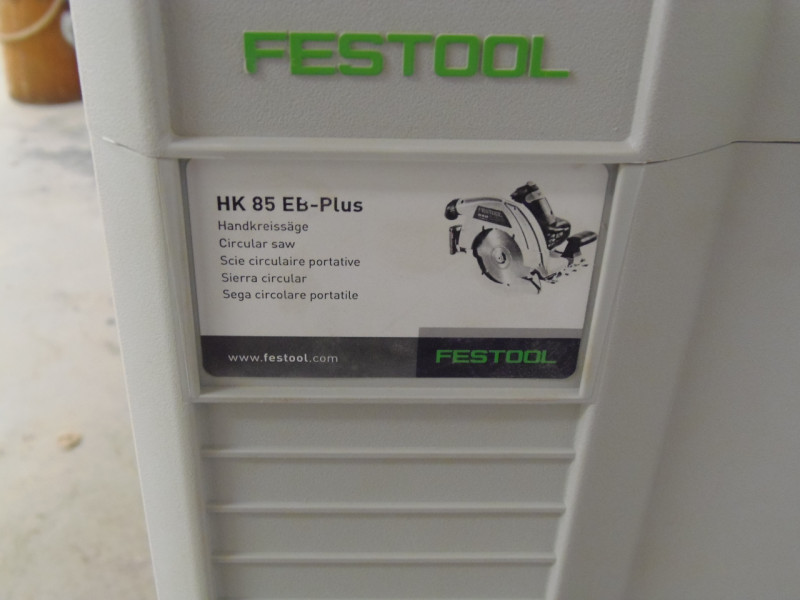 FESTOOL
HK 85 EB-Plus
Handkreissäge
Circular saw
Scie circulaire portative
Sierra circular
Sega circolare portatile
www.festool.com
FESTOOL